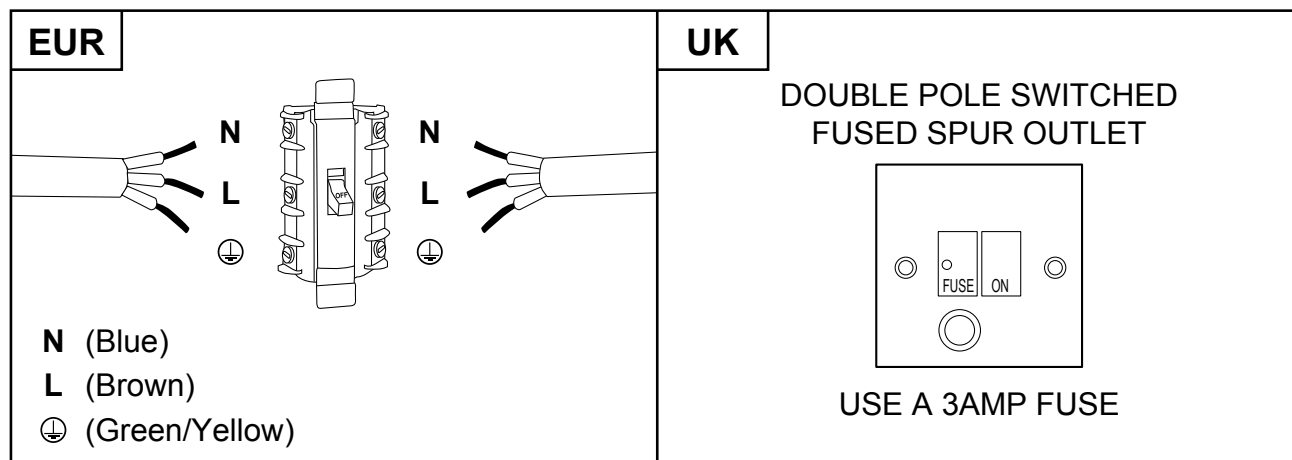 EUR
N
N
L
OFF
L
N (Blue)
L (Brown)
(Green/Yellow)
UK
DOUBLE POLE SWITCHED
FUSED SPUR OUTLET
FUSE ON
USE A 3AMP FUSE